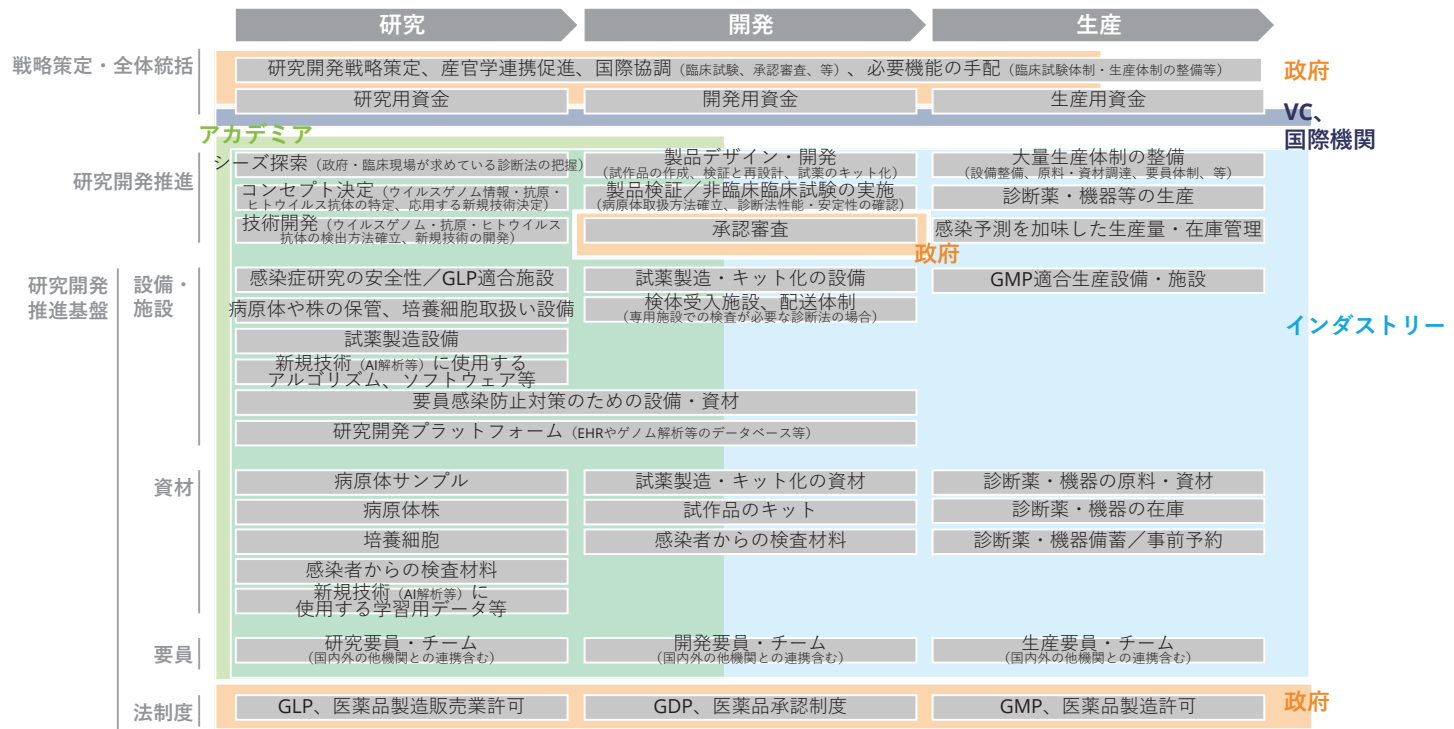 研究
開発
生産
戦略策定・全体統括
研究開発戦略策定、産官学連携促進、国際協調（臨床試験、承認審査、等）、必要機能の手配（臨床試験体制・生産体制の整備等）
政府
研究用資金
開発用資金
生産用資金
VC、
国際機関
アカデミア
研究開発推進
シーズ探索（政府・臨床現場が求めている診断法の把握）
製品デザイン・開発
（試作品の作成、検証と再設計、試薬のキット化）
大量生産体制の整備
（設備整備、原料・資材調達、要員体制、等）
コンセプト決定（ウイルスゲノム情報・抗原・
ヒトウイルス抗体の特定、応用する新規技術決定）
製品検証／非臨床臨床試験の実施
（病原体取扱方法確立、診断法性能・安定性の確認）
診断薬・機器等の生産
技術開発（ウイルスゲノム・抗原・ヒトウイルス
抗体の検出方法確立、新規技術の開発）
承認審査
感染予測を加味した生産量・在庫管理
政府
研究開発
推進基盤
設備・
施設
感染症研究の安全性／GLP適合施設
試薬製造・キット化の設備
GMP適合生産設備・施設
病原体や株の保管、培養細胞取扱い設備
検体受入施設、配送体制
（専用施設での検査が必要な診断法の場合）
インダストリー
試薬製造設備
新規技術（AI解析等）に使用する
アルゴリズム、ソフトウェア等
要員感染防止対策のための設備・資材
研究開発プラットフォーム（EHRやゲノム解析等のデータベース等）
資材
病原体サンプル
試薬製造・キット化の資材
診断薬・機器の原料・資材
病原体株
試作品のキット
診断薬・機器の在庫
培養細胞
感染者からの検査材料
診断薬・機器備蓄／事前予約
感染者からの検査材料
新規技術（AI解析等）に
使用する学習用データ等
要員
研究要員・チーム
（国内外の他機関との連携含む）
開発要員・チーム
（国内外の他機関との連携含む）
生産要員・チーム
（国内外の他機関との連携含む）
法制度
GLP、医薬品製造販売業許可
GDP、医薬品承認制度
GMP、医薬品製造許可
政府